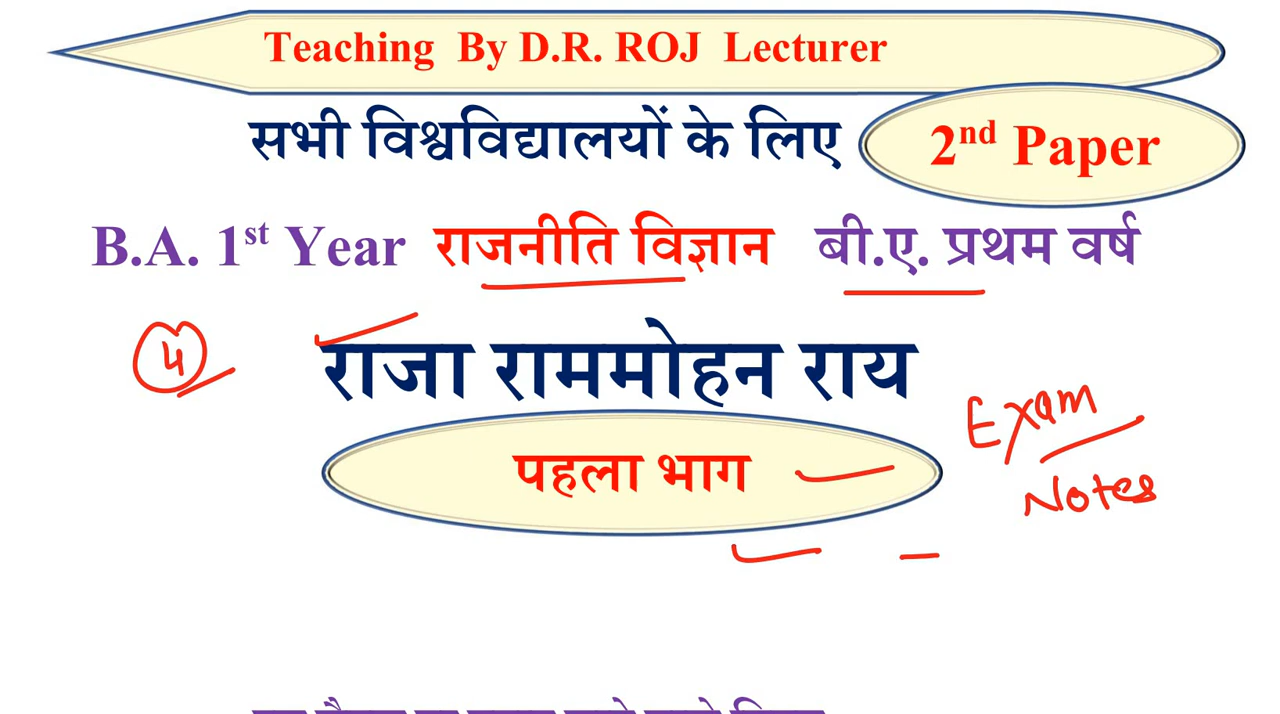 Teaching By D.R. ROJ Lecturer
सभी विश्वविद्यालयों के लिए
2nd Paper
B.A. 1st Year राजनीति विज्ञान बी.ए. प्रथम वर्ष
4
राजा राममोहन राय
पहला भाग
Exam
Notes